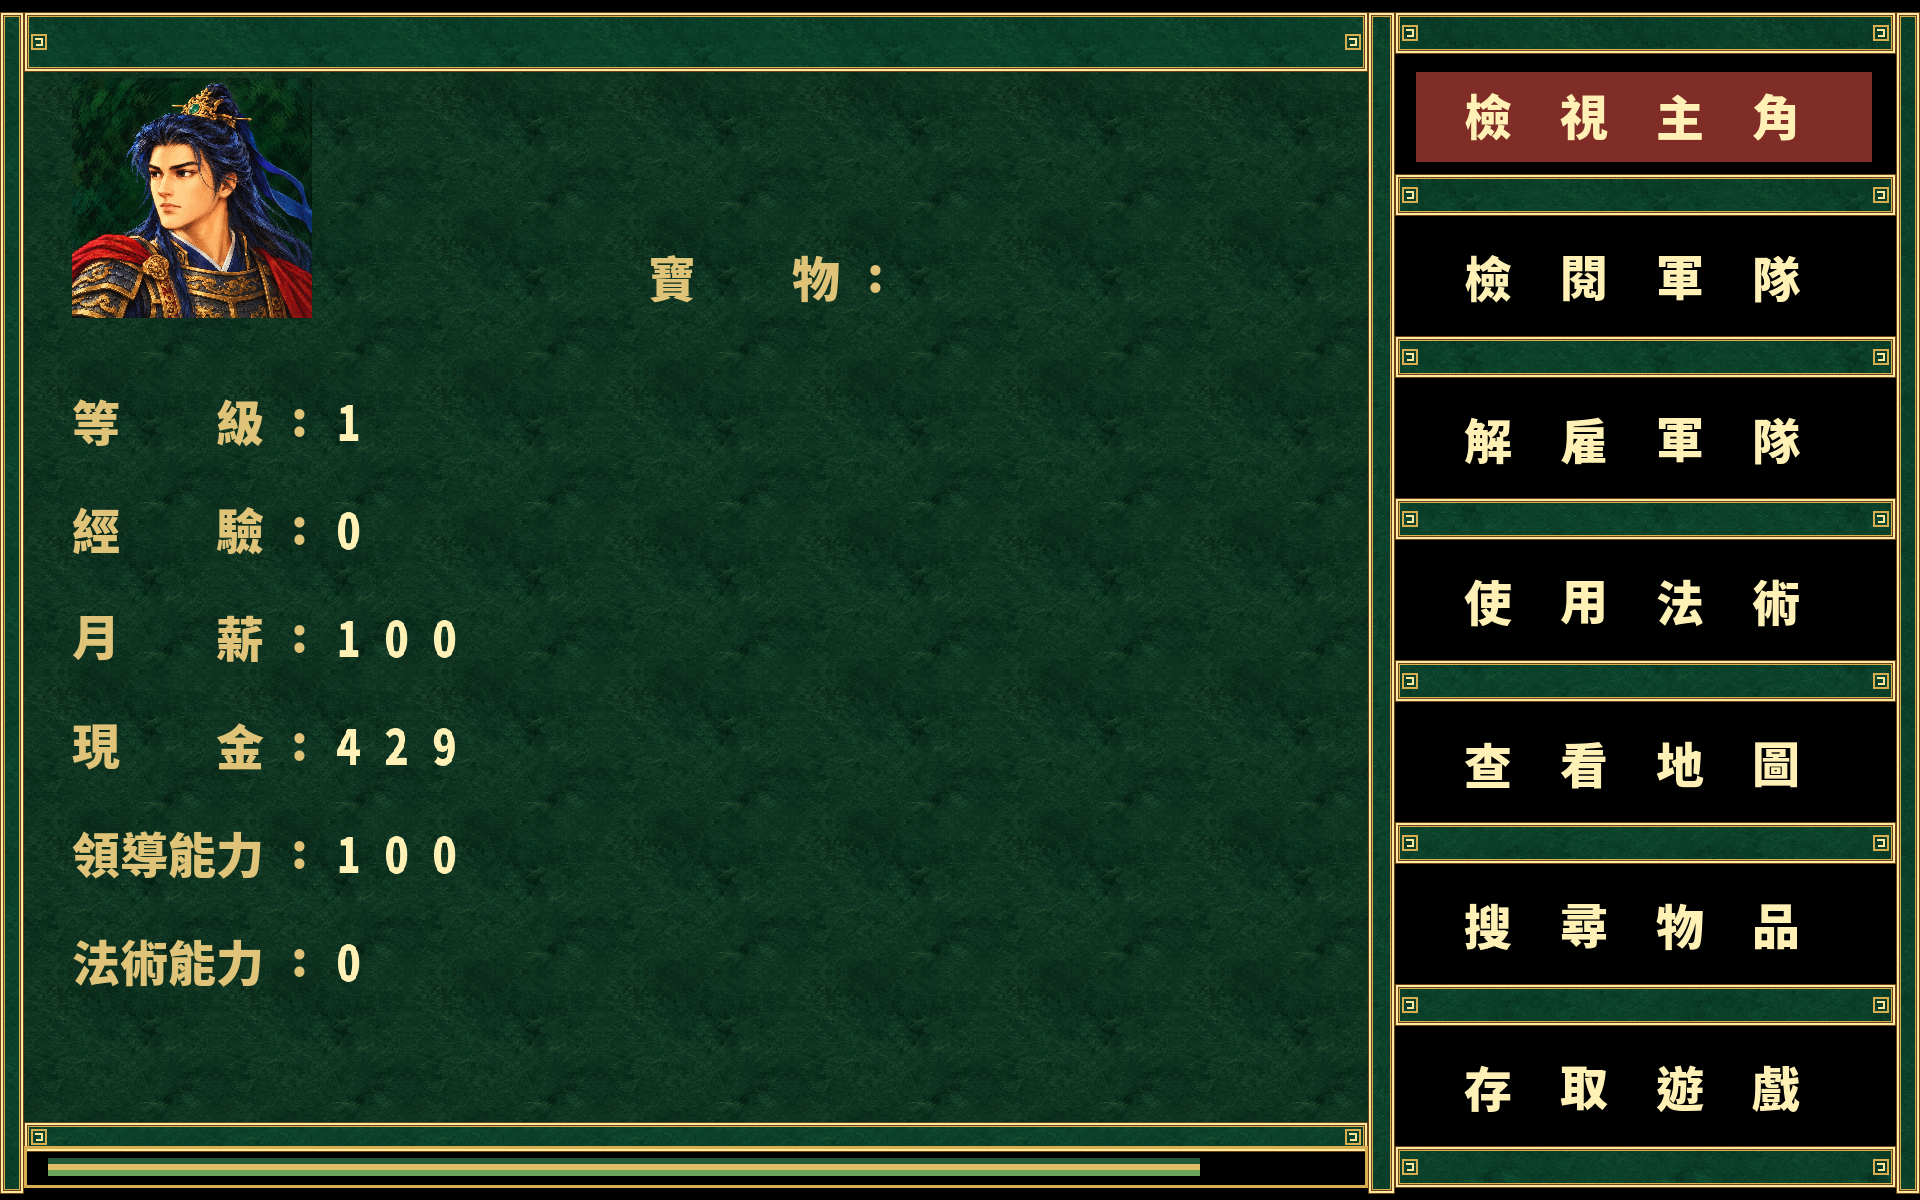 寶　　物：
等　　級：1
經　　驗：0
月　　薪：100
現　　金：429
領導能力：100
法術能力：0
檢視主角
檢閱軍隊
解雇軍隊
使用法術
查看地圖
搜尋物品
存取遊戲